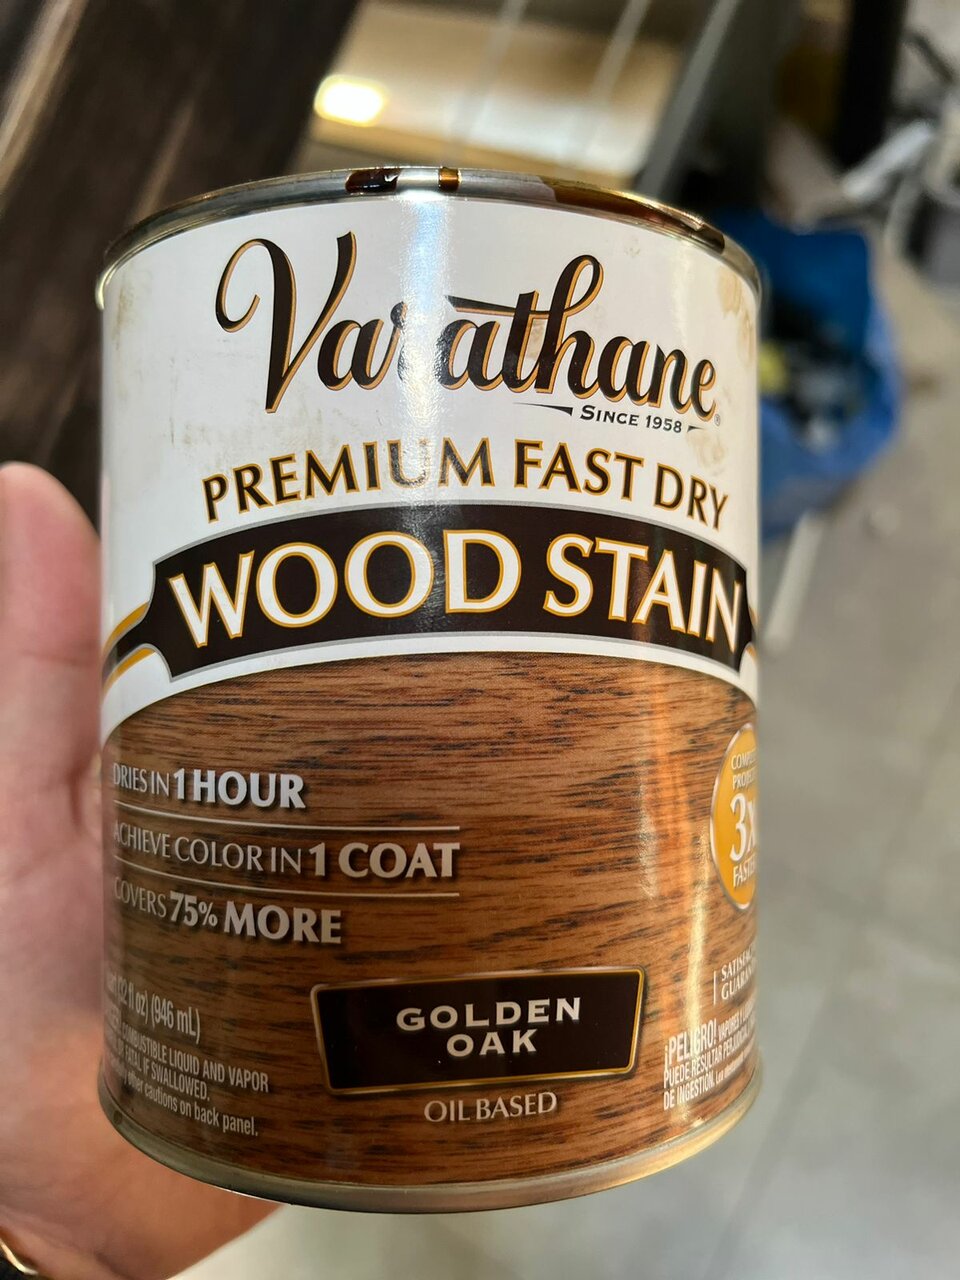 Varathane®
SINCE 1958
PREMIUM FAST DRY
WOOD STAIN
DRIES IN 1 HOUR
ACHIEVE COLOR IN 1 COAT
COVERS 75% MORE
3X
(946 mL)
COMBUSTIBLE LIQUID AND VAPOR
FATAL IF SWALLOWED.
other cautions on back panel.
GOLDEN
OAK
OIL BASED
¡PELIGRO! VAPORES
PUEDE RESULTAR
DE INGESTIÓN.